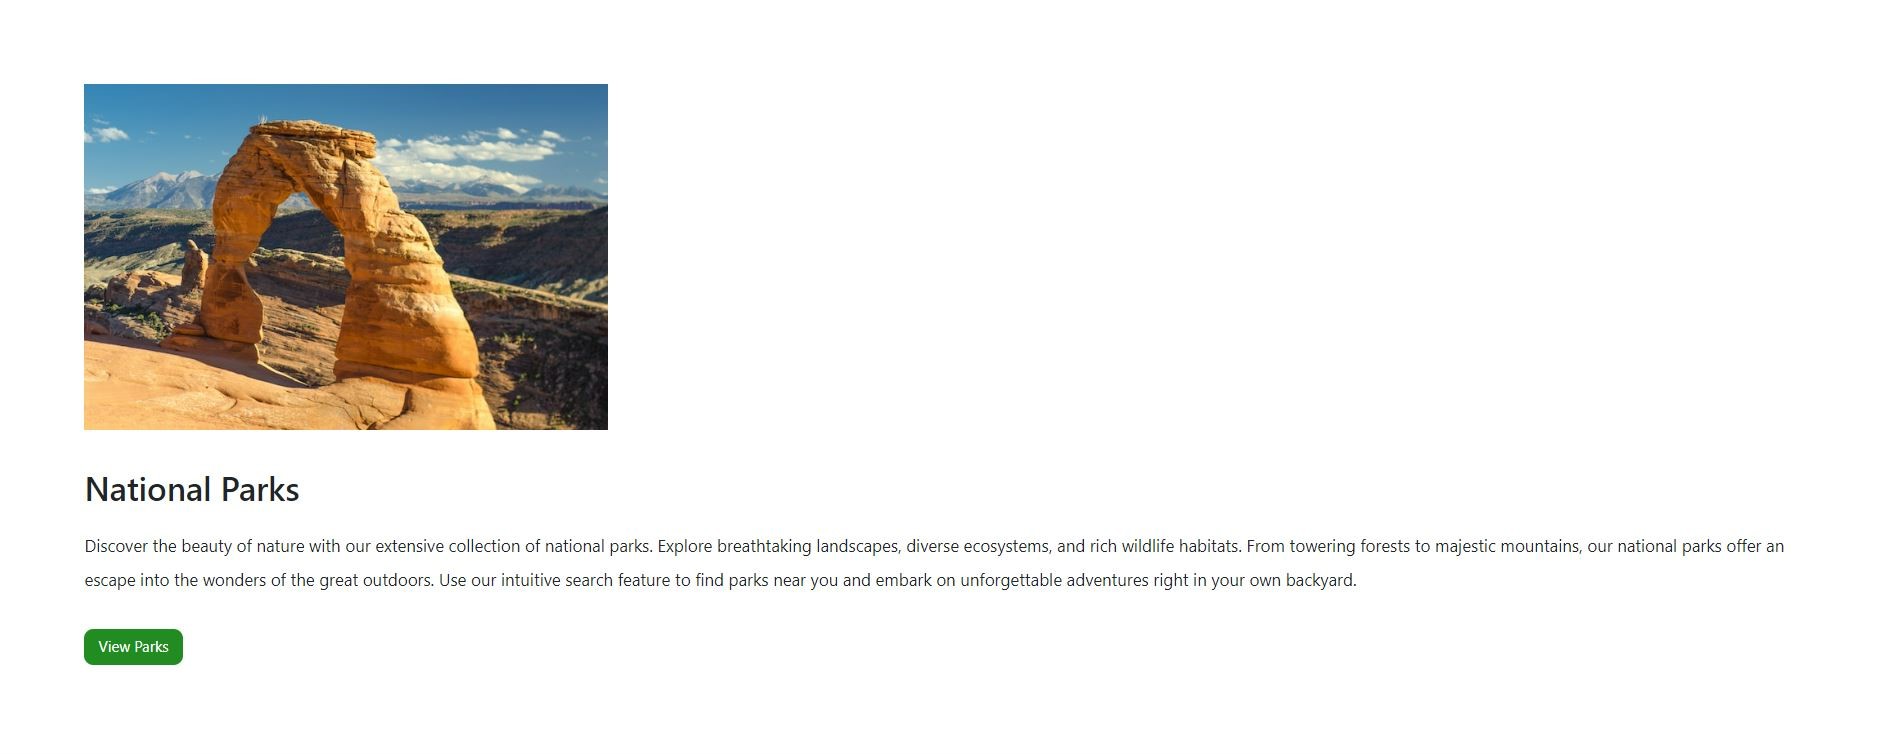 National Parks
Discover the beauty of nature with our extensive collection of national parks. Explore breathtaking landscapes, diverse ecosystems, and rich wildlife habitats. From towering forests to majestic mountains, our national parks offer an
escape into the wonders of the great outdoors. Use our intuitive search feature to find parks near you and embark on unforgettable adventures right in your own backyard.
View Parks